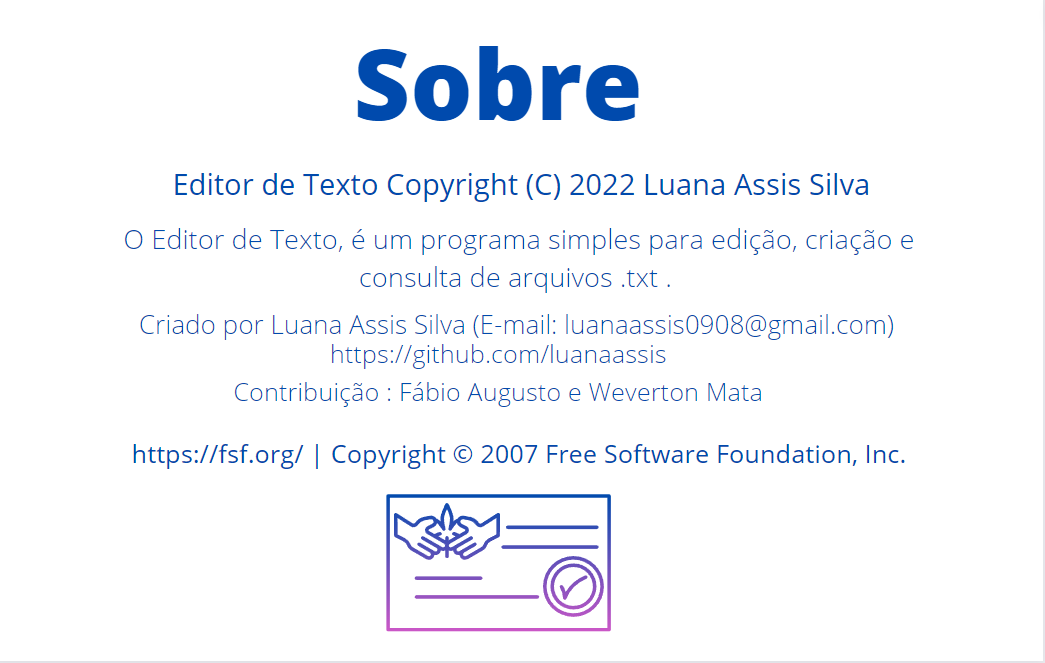 Sobre
Editor de Texto Copyright (C) 2022 Luana Assis Silva
O Editor de Texto, é um programa simples para edição, criação e
consulta de arquivos .txt .
Criado por Luana Assis Silva (E-mail: luanaassis0908@gmail.com)
https://github.com/luanaassis
Contribuição : Fábio Augusto e Weverton Mata
https://fsf.org/ | Copyright © 2007 Free Software Foundation, Inc.